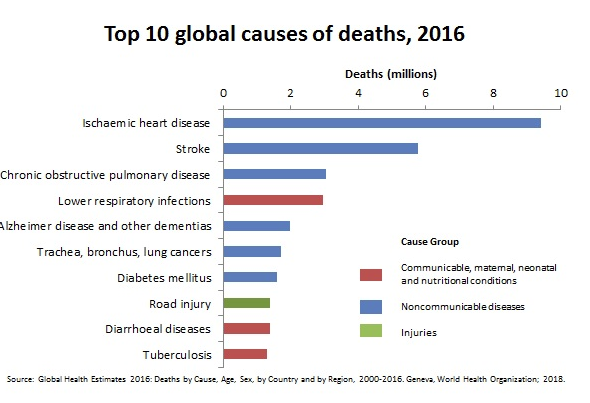 Top 10 global causes of deaths, 2016
Deaths (millions)
0 2 4 6 8 10
Ischaemic heart disease
Stroke
Chronic obstructive pulmonary disease
Lower respiratory infections
Alzheimer disease and other dementias
Trachea, bronchus, lung cancers
Diabetes mellitus
Road injury
Diarrhoeal diseases
Tuberculosis
Cause Group
Communicable, maternal, neonatal
and nutritional conditions
Noncommunicable diseases
Injuries
Source: Global Health Estimates 2016: Deaths by Cause, Age, Sex, by Country and by Region, 2000-2016. Geneva, World Health Organization; 2018.